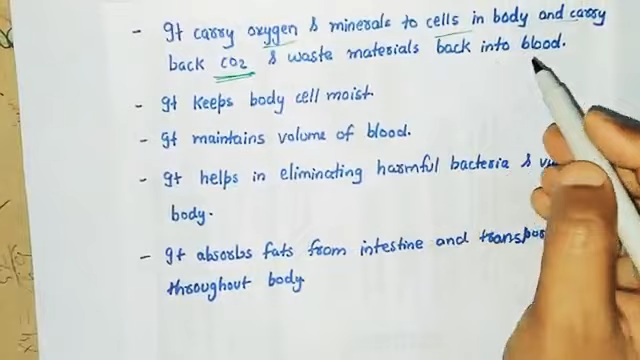 - It carry oxygen & minerals to cells in body and carry
back CO2 & waste materials back into blood.
- It keeps body cell moist.
- It maintains volume of blood.
- It helps in eliminating harmful bacteria &
body.
- It absorbs fats from intestine and
throughout body